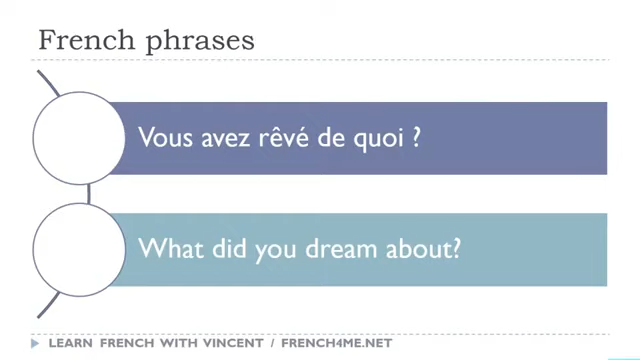 French phrases
Vous avez rêvé de quoi ?
What did you dream about?
LEARN FRENCH WITH VINCENT / FRENCH4ME.NET